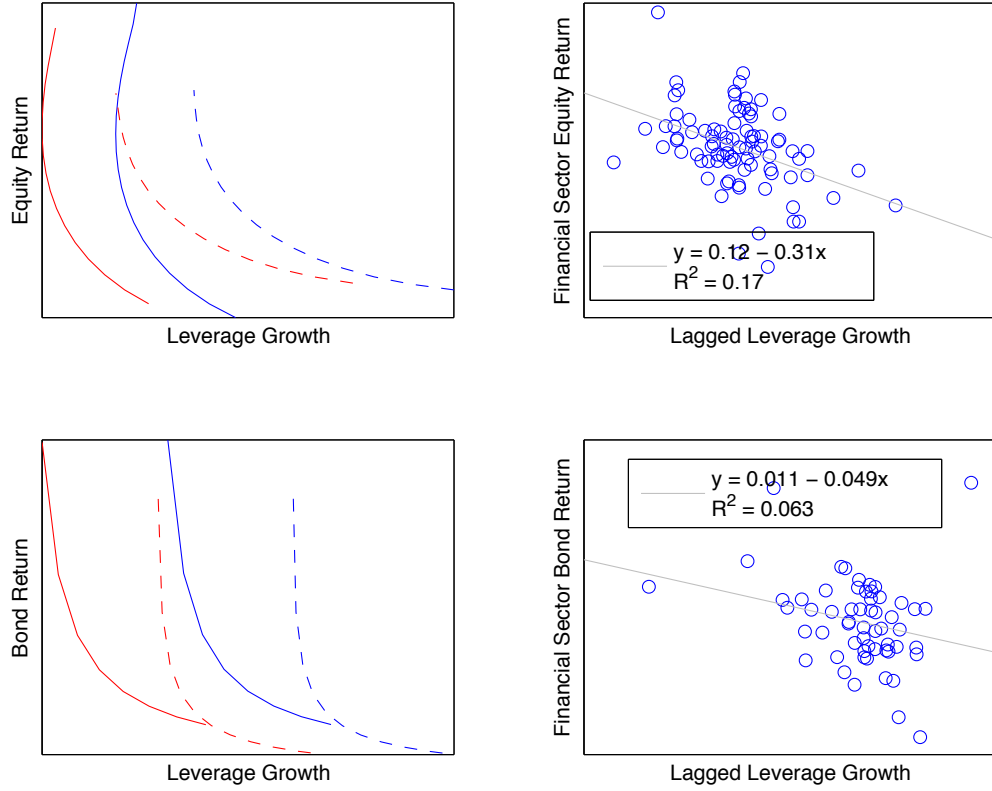 Equity Return
Leverage Growth
Financial Sector Equity Return
y = 0.12 − 0.31x
R² = 0.17
Lagged Leverage Growth
Bond Return
Leverage Growth
Financial Sector Bond Return
y = 0.011 − 0.049x
R² = 0.063
Lagged Leverage Growth